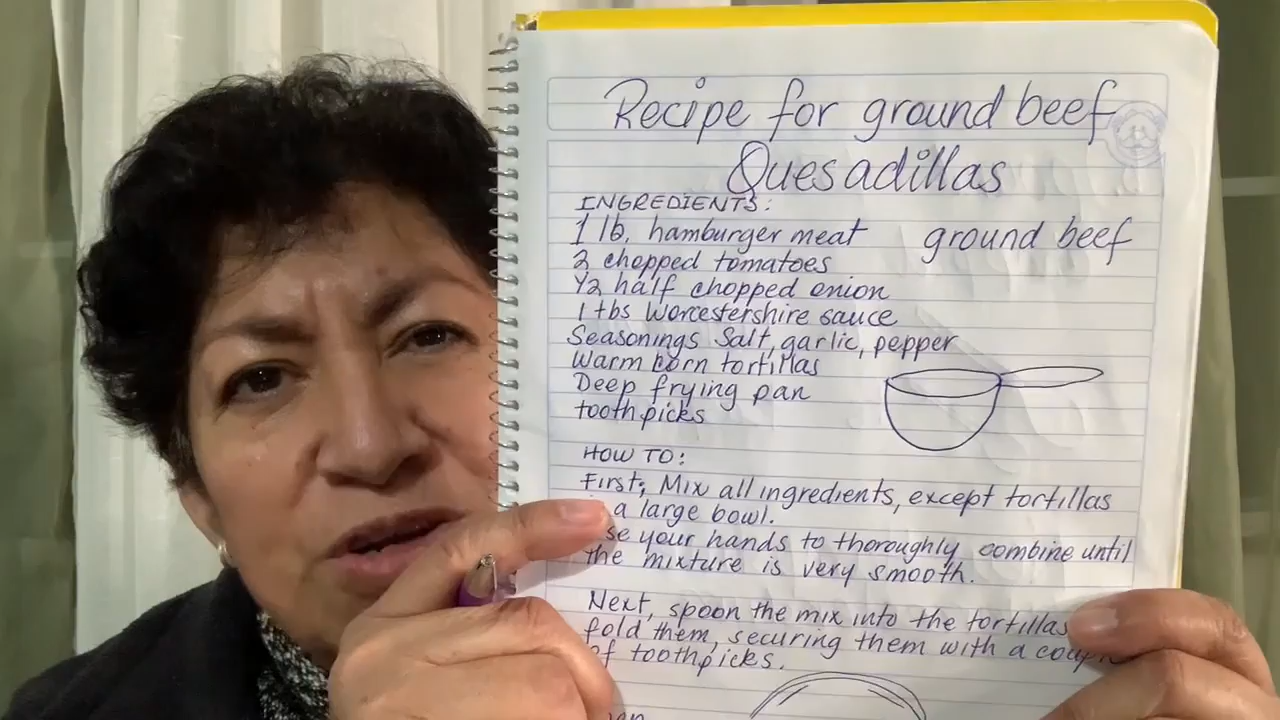 Recipe for ground beef
Quesadillas
INGREDIENTS:
1 lb. hamburger meat ground beef
2 chopped tomatoes
1/2 half chopped onion
1 tbs Worcestershire sauce
Seasonings Salt, garlic, pepper
Warm corn tortillas
Deep frying pan
toothpicks
HOW TO:
First; Mix all ingredients, except tortillas
a large bowl.
your hands to thoroughly combine until
the mixture is very smooth.
Next, spoon the mix into the tortillas
fold them, securing them with a
of toothpicks.